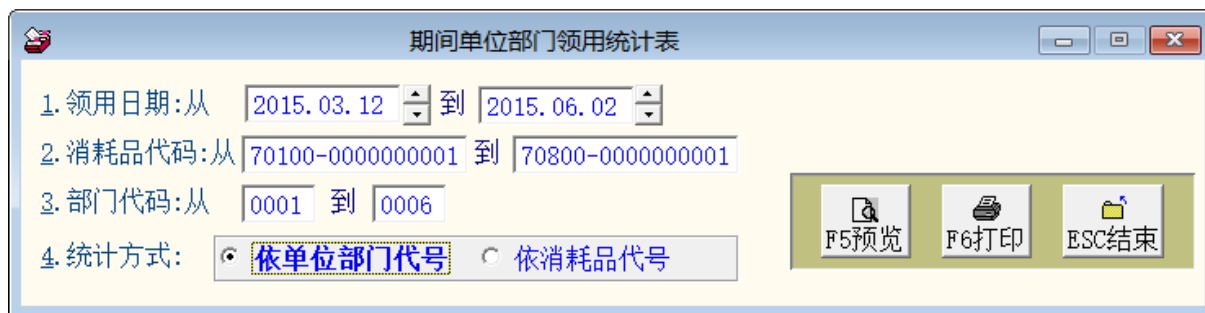 期间单位部门领用统计表
1.领用日期:从 2015.03.12 到 2015.06.02
2.消耗品代码:从 70100-0000000001 到 70800-0000000001
3.部门代码:从 0001 到 0006
4.统计方式: 依单位部门代号 依消耗品代号
F5预览 F6打印 ESC结束